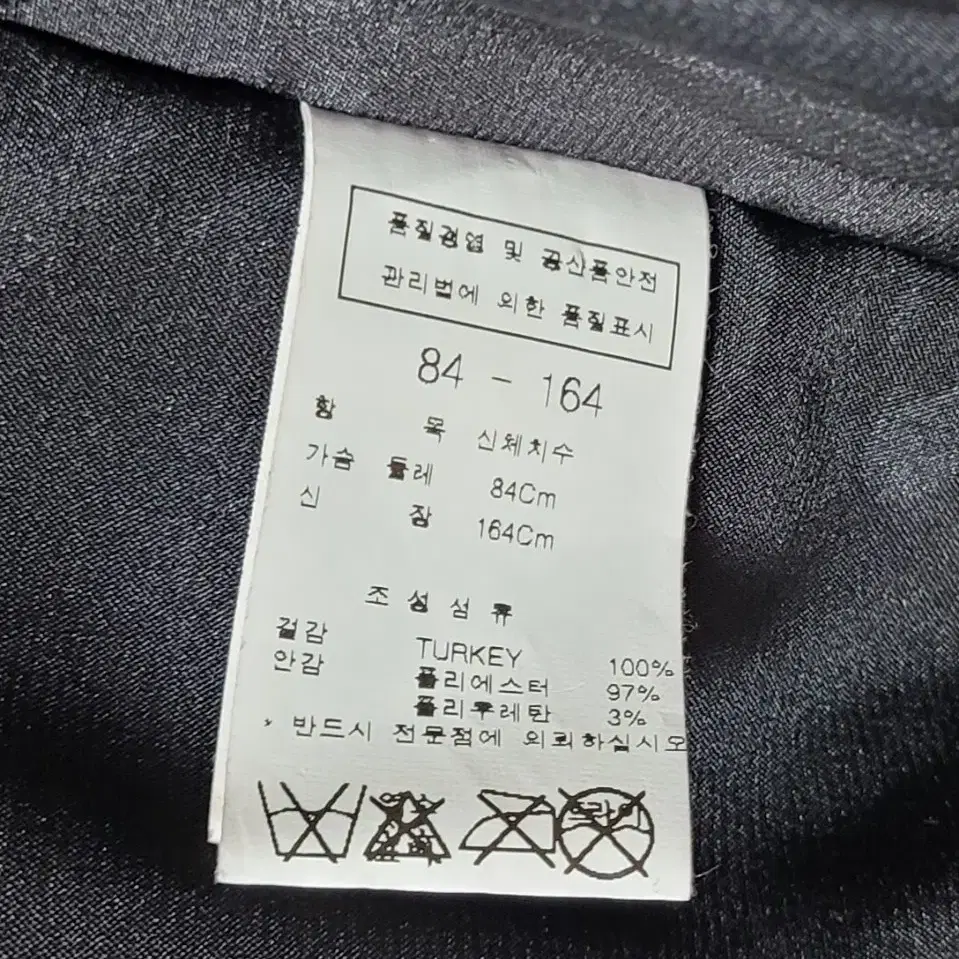 품질경영 및 공산품안전
관리법에 의한 품질표시
84 - 164
항 목 신체치수
가슴 둘레 84Cm
신 장 164Cm
조 성 섬 유
겉감 TURKEY 100%
안감 폴리에스터 97%
폴리우레탄 3%
* 반드시 전문점에 의뢰하십시오
드라이